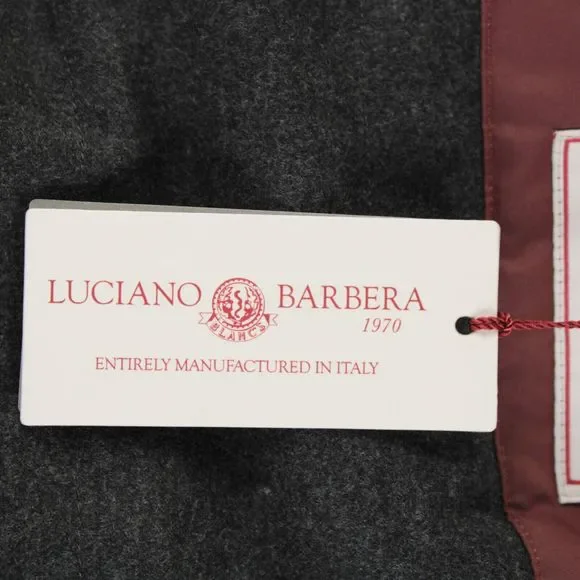 LUCIANO BARBERA
1970
ENTIRELY MANUFACTURED IN ITALY